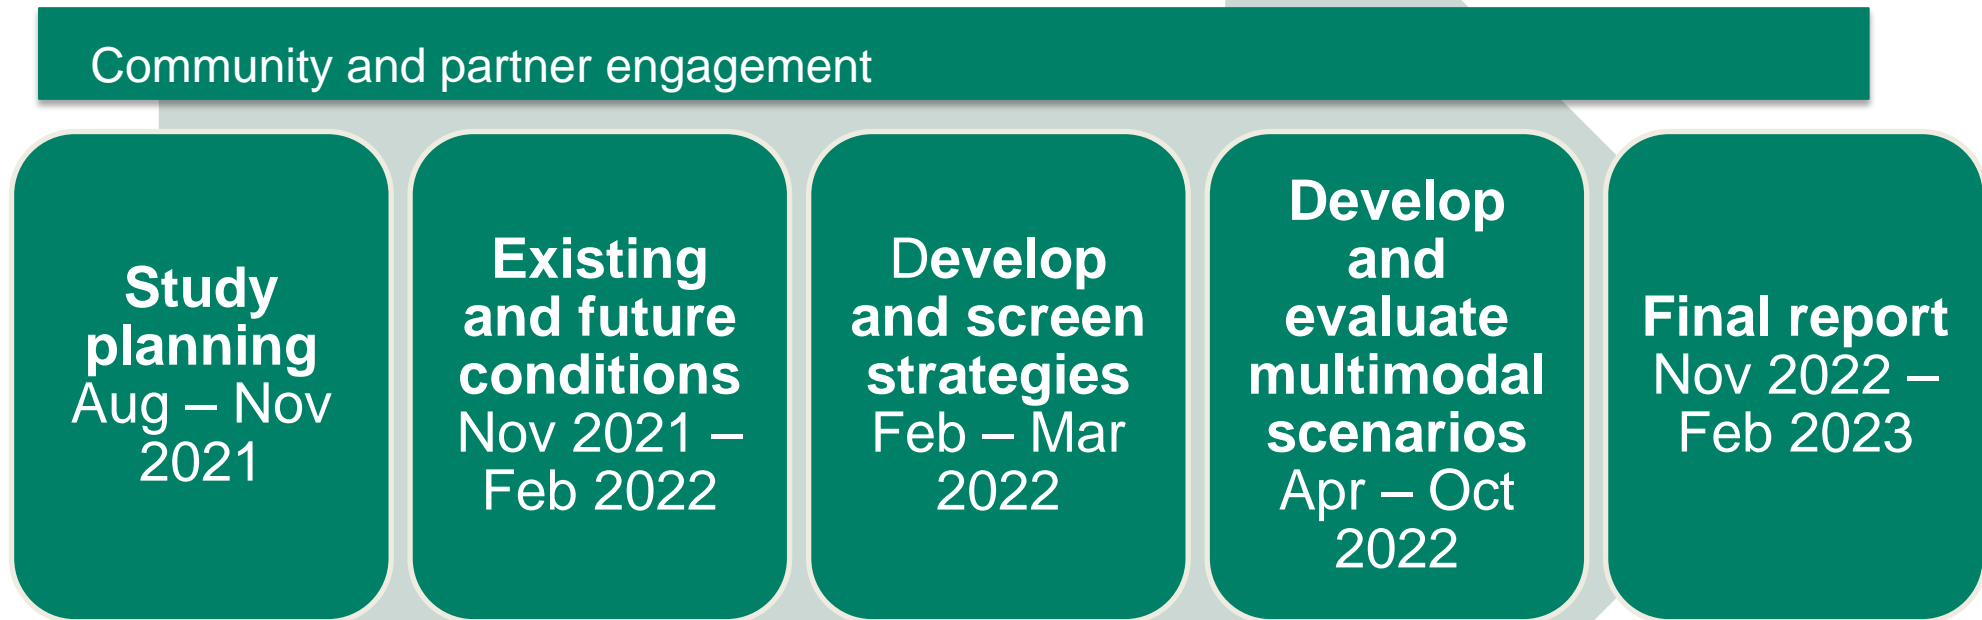 Community and partner engagement
Study
planning
Aug – Nov
2021
Existing
and future
conditions
Nov 2021 –
Feb 2022
Develop
and screen
strategies
Feb – Mar
2022
Develop
and
evaluate
multimodal
scenarios
Apr – Oct
2022
Final report
Nov 2022 –
Feb 2023